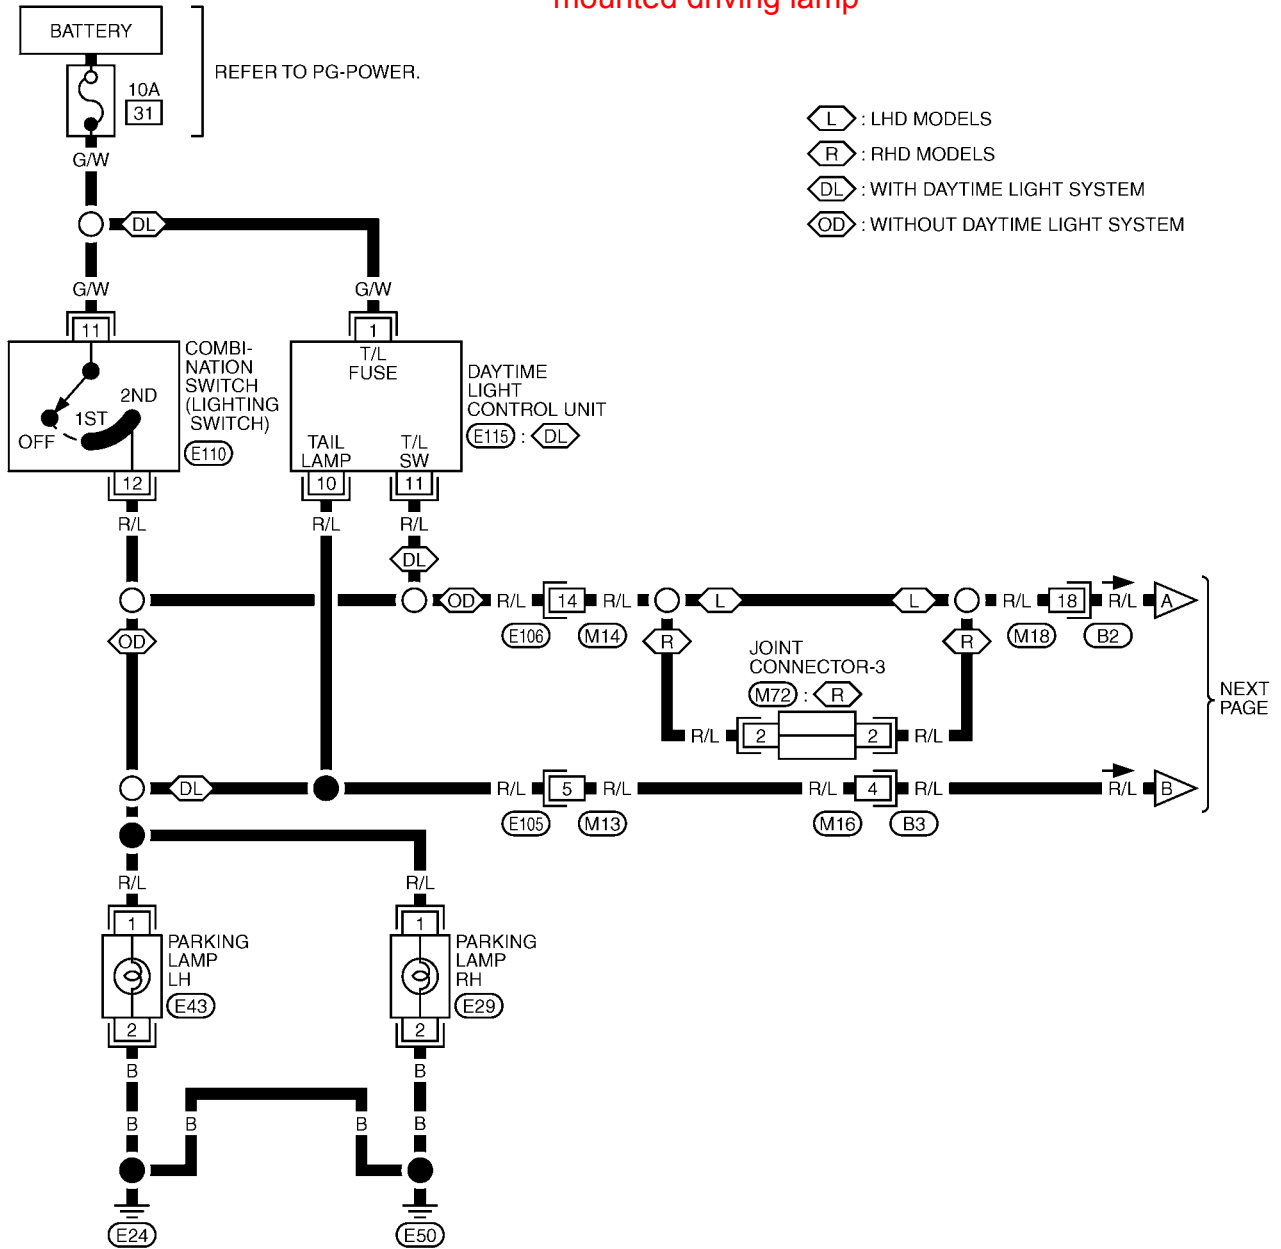 mounted driving lamp
BATTERY
10A
31
REFER TO PG-POWER.
L : LHD MODELS
R : RHD MODELS
DL : WITH DAYTIME LIGHT SYSTEM
OD : WITHOUT DAYTIME LIGHT SYSTEM
G/W
DL
G/W
G/W
11
1
T/L
FUSE
COMBI-
NATION
SWITCH
(LIGHTING
SWITCH)
E110
OFF
1ST
2ND
DAYTIME
LIGHT
CONTROL UNIT
E115 : DL
TAIL
LAMP
T/L
SW
12
10
11
R/L
R/L
R/L
DL
OD
R/L
14
R/L
L
L
R/L
18
R/L
A
E106
M14
M18
B2
OD
R
R
JOINT
CONNECTOR-3
M72 : R
R/L
2
2
R/L
NEXT
PAGE
DL
R/L
5
R/L
R/L
4
R/L
R/L
B
E105
M13
M16
B3
R/L
R/L
1
1
PARKING
LAMP
LH
E43
PARKING
LAMP
RH
E29
2
2
B
B
B
B
B
B
E24
E50